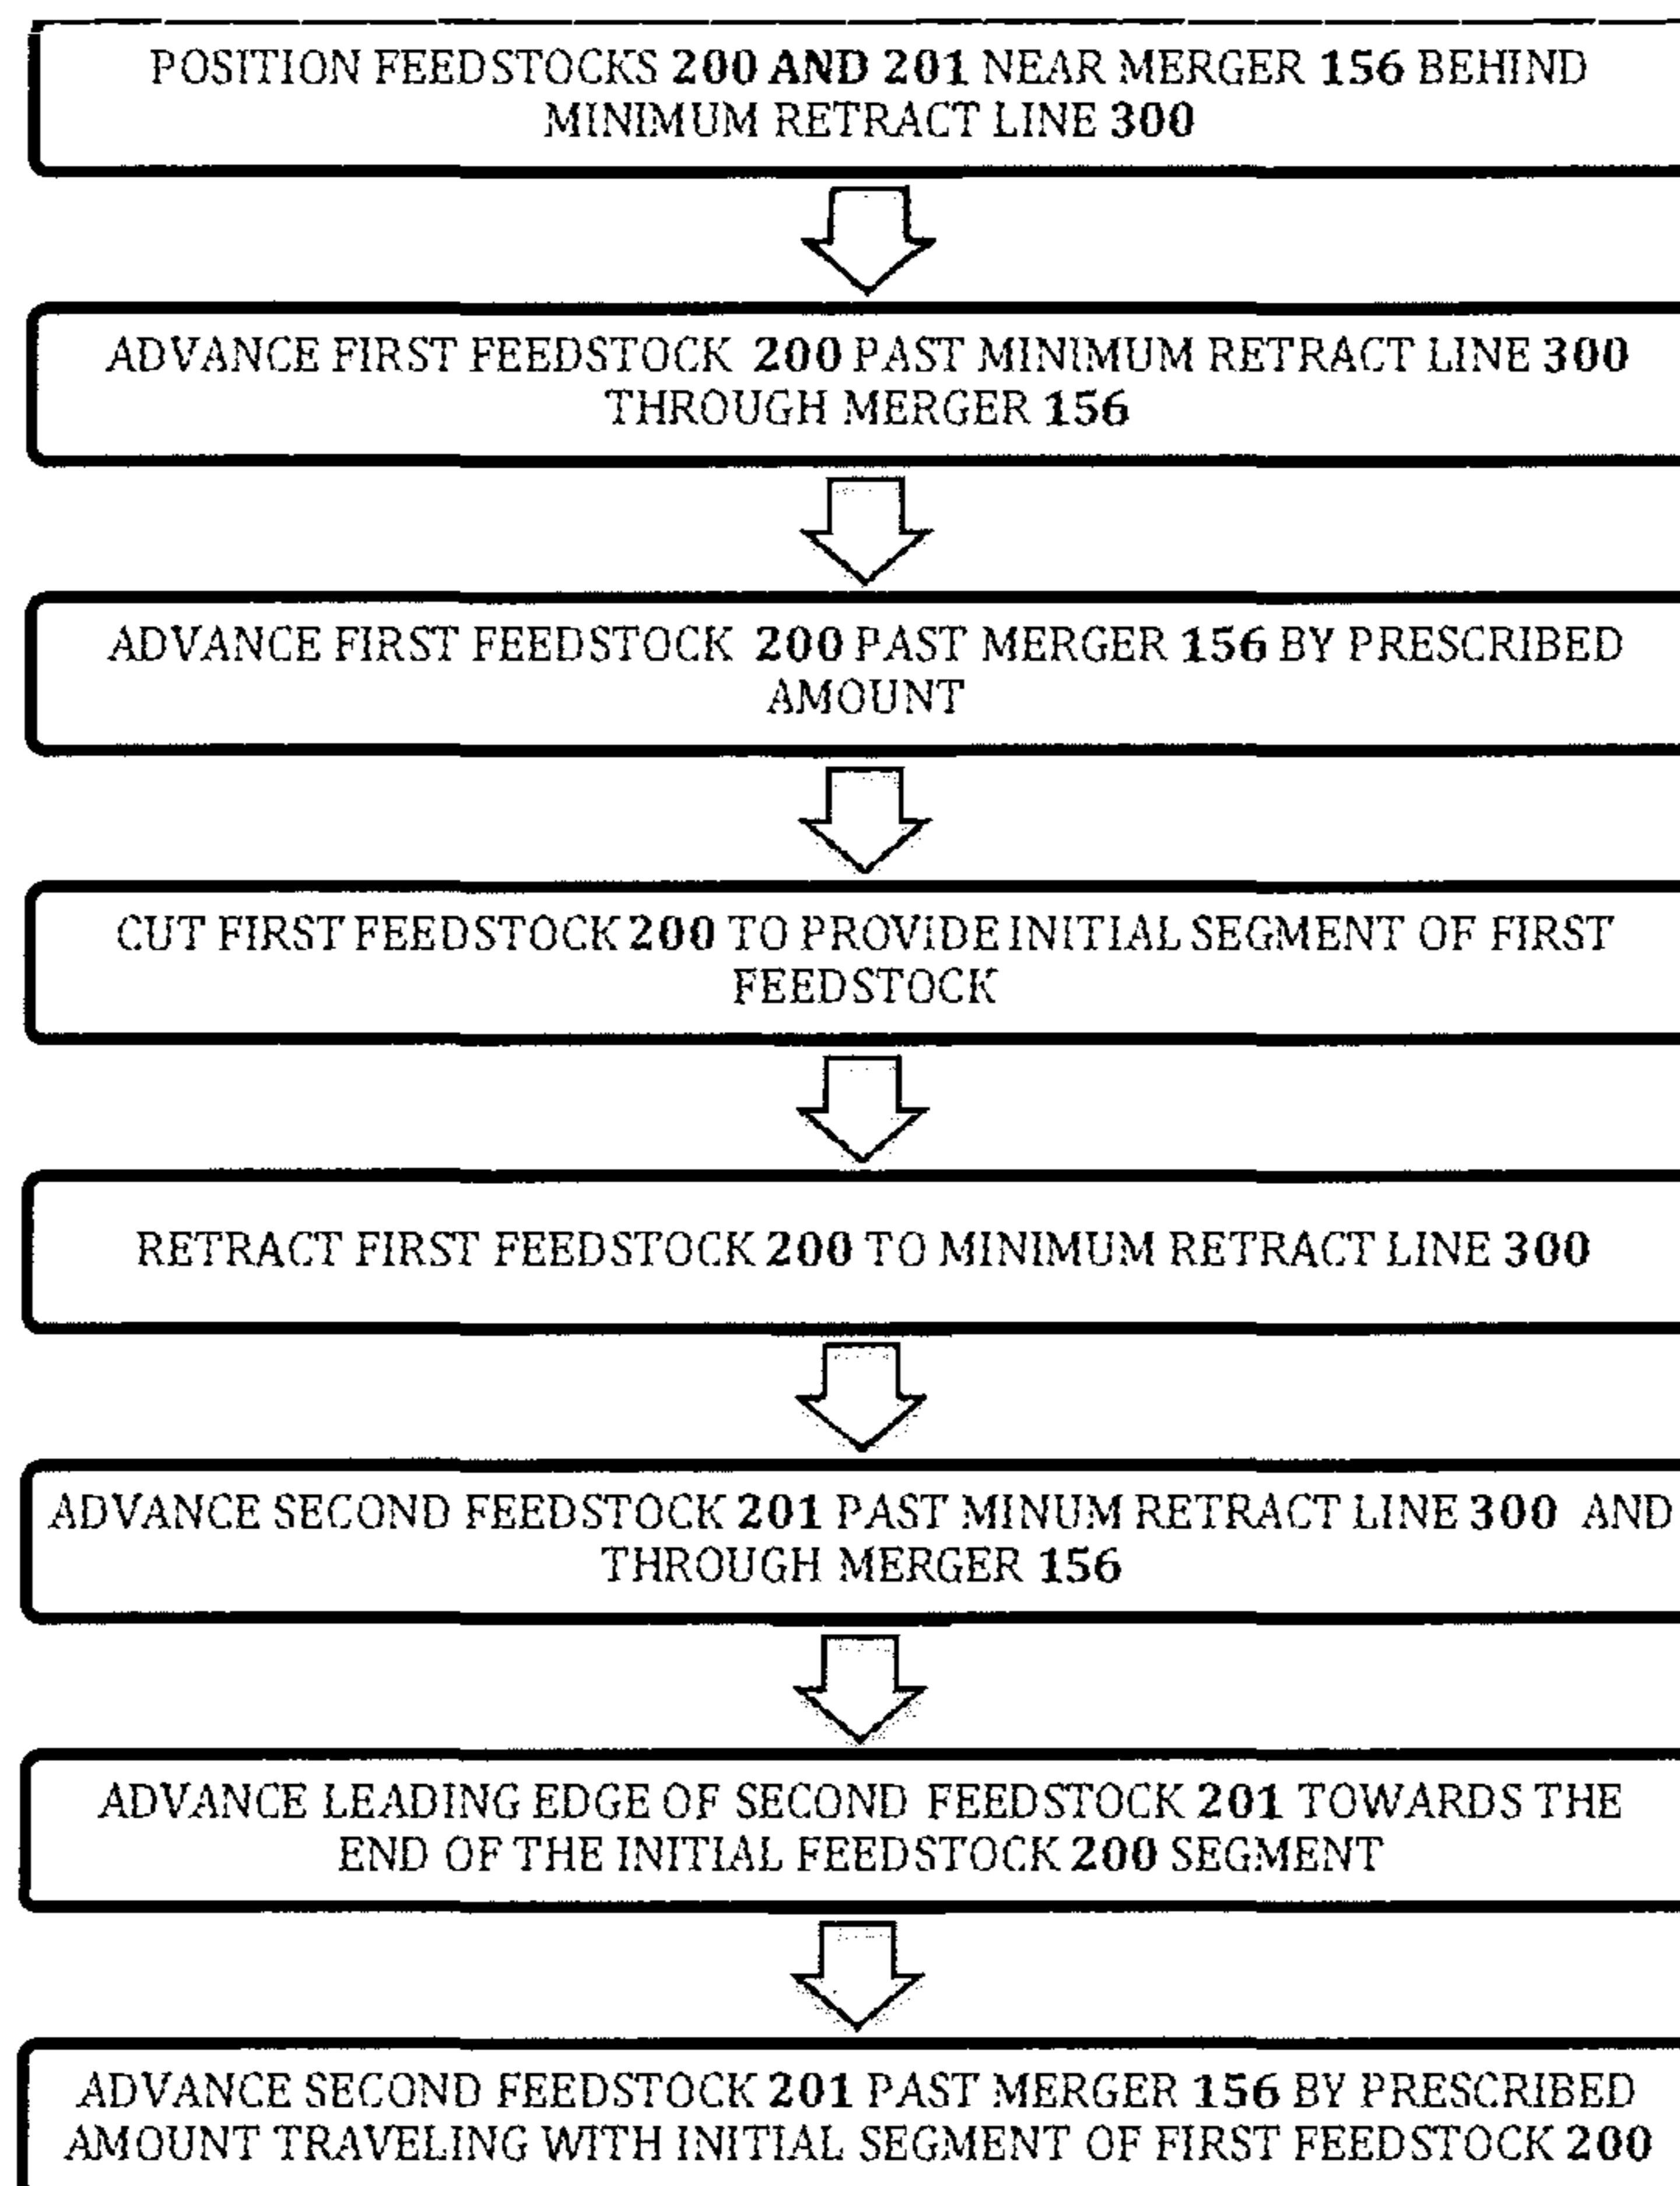 POSITION FEEDSTOCKS 200 AND 201 NEAR MERGER 156 BEHIND
MINIMUM RETRACT LINE 300
ADVANCE FIRST FEEDSTOCK 200 PAST MINIMUM RETRACT LINE 300
THROUGH MERGER 156
ADVANCE FIRST FEEDSTOCK 200 PAST MERGER 156 BY PRESCRIBED
AMOUNT
CUT FIRST FEEDSTOCK 200 TO PROVIDE INITIAL SEGMENT OF FIRST
FEEDSTOCK
RETRACT FIRST FEEDSTOCK 200 TO MINIMUM RETRACT LINE 300
ADVANCE SECOND FEEDSTOCK 201 PAST MINUM RETRACT LINE 300 AND
THROUGH MERGER 156
ADVANCE LEADING EDGE OF SECOND FEEDSTOCK 201 TOWARDS THE
END OF THE INITIAL FEEDSTOCK 200 SEGMENT
ADVANCE SECOND FEEDSTOCK 201 PAST MERGER 156 BY PRESCRIBED
AMOUNT TRAVELING WITH INITIAL SEGMENT OF FIRST FEEDSTOCK 200